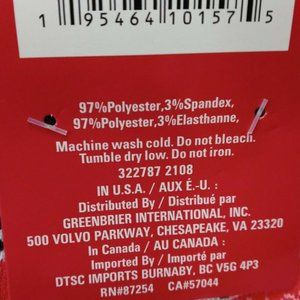 1 95464 10157 5
97%Polyester,3%Spandex,
97%Polyester,3%Elasthanne,
Machine wash cold. Do not bleach.
Tumble dry low. Do not iron.
322787 2108
IN U.S.A. / AUX É.-U. :
Distributed By / Distribué par
GREENBRIER INTERNATIONAL, INC.
500 VOLVO PARKWAY, CHESAPEAKE, VA 23320
In Canada / AU CANADA :
Imported By / Importé par
DTSC IMPORTS BURNABY, BC V5G 4P3
RN#87254 CA#57044